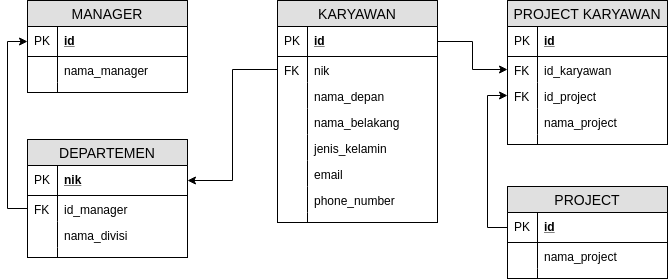 MANAGER
PK id
nama_manager
DEPARTEMEN
PK nik
FK id_manager
nama_divisi
KARYAWAN
PK id
FK nik
nama_depan
nama_belakang
jenis_kelamin
email
phone_number
PROJECT KARYAWAN
PK id
FK id_karyawan
FK id_project
nama_project
PROJECT
PK id
nama_project